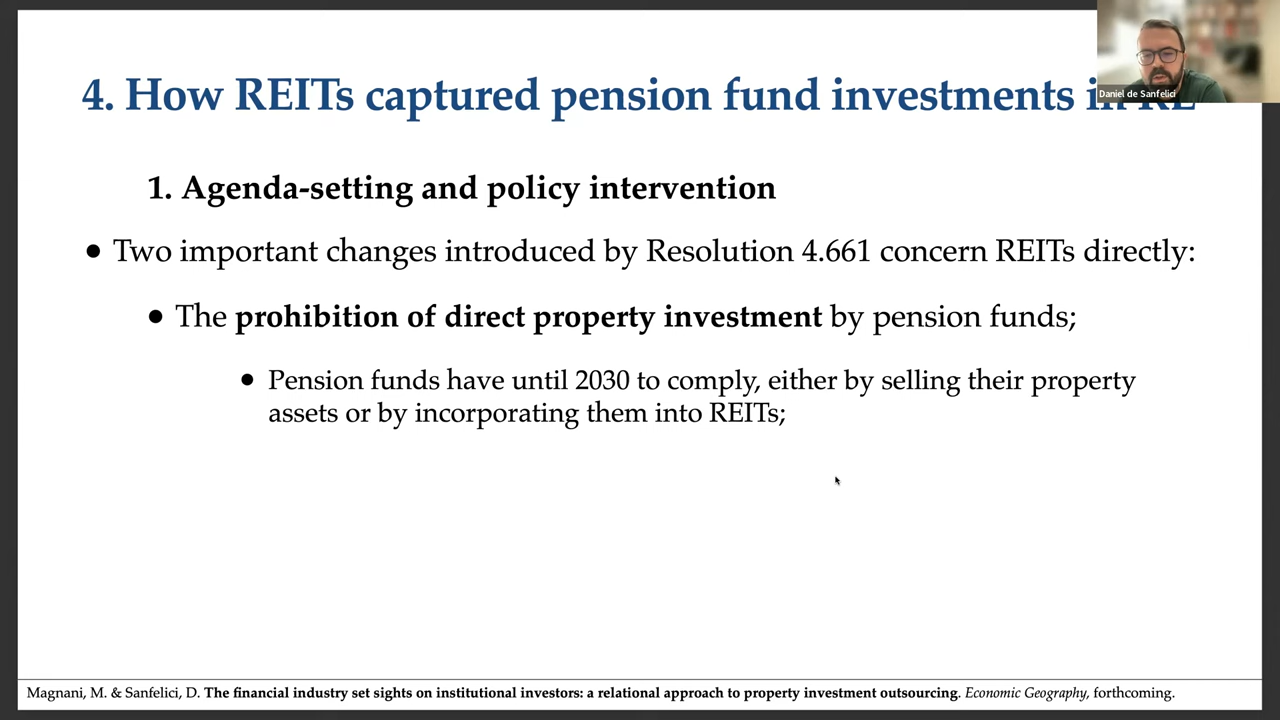 4. How REITs captured pension fund investments in RE
Daniel de Sanfelici
1. Agenda-setting and policy intervention
• Two important changes introduced by Resolution 4.661 concern REITs directly:
• The prohibition of direct property investment by pension funds;
• Pension funds have until 2030 to comply, either by selling their property
assets or by incorporating them into REITs;
Magnani, M. & Sanfelici, D. The financial industry set sights on institutional investors: a relational approach to property investment outsourcing. Economic Geography, forthcoming.